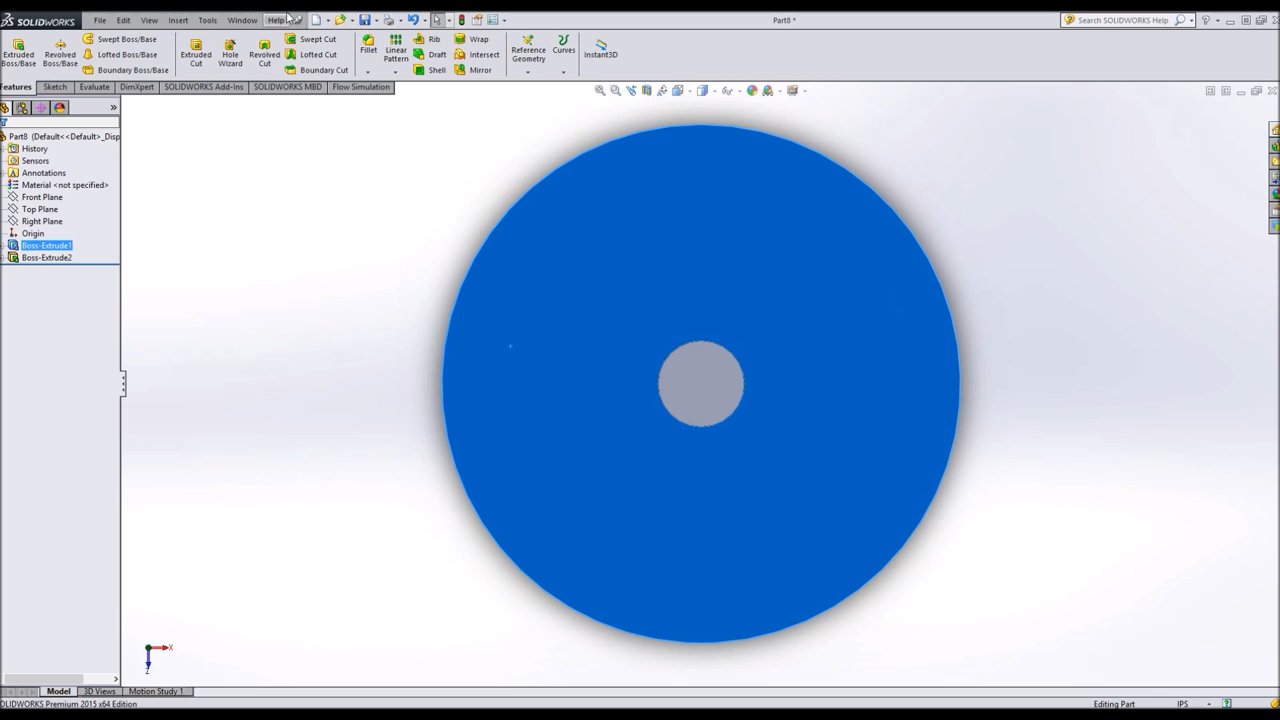 SOLIDWORKS File Edit View Insert Tools Window Help Part8 * Search SOLIDWORKS Help
Extruded Boss/Base
Revolved Boss/Base
Swept Boss/Base
Lofted Boss/Base
Boundary Boss/Base
Extruded Cut
Hole Wizard
Revolved Cut
Swept Cut
Lofted Cut
Boundary Cut
Fillet
Linear Pattern
Rib
Draft
Shell
Wrap
Intersect
Mirror
Reference Geometry
Curves
Instant3D
Features Sketch Evaluate DimXpert SOLIDWORKS Add-Ins SOLIDWORKS MBD Flow Simulation
Part8 (Default<<Default>_Disp
History
Sensors
Annotations
Material <not specified>
Front Plane
Top Plane
Right Plane
Origin
Boss-Extrude1
Boss-Extrude2
X
Z
Model 3D Views Motion Study 1
OLIDWORKS Premium 2015 x64 Edition Editing Part IPS